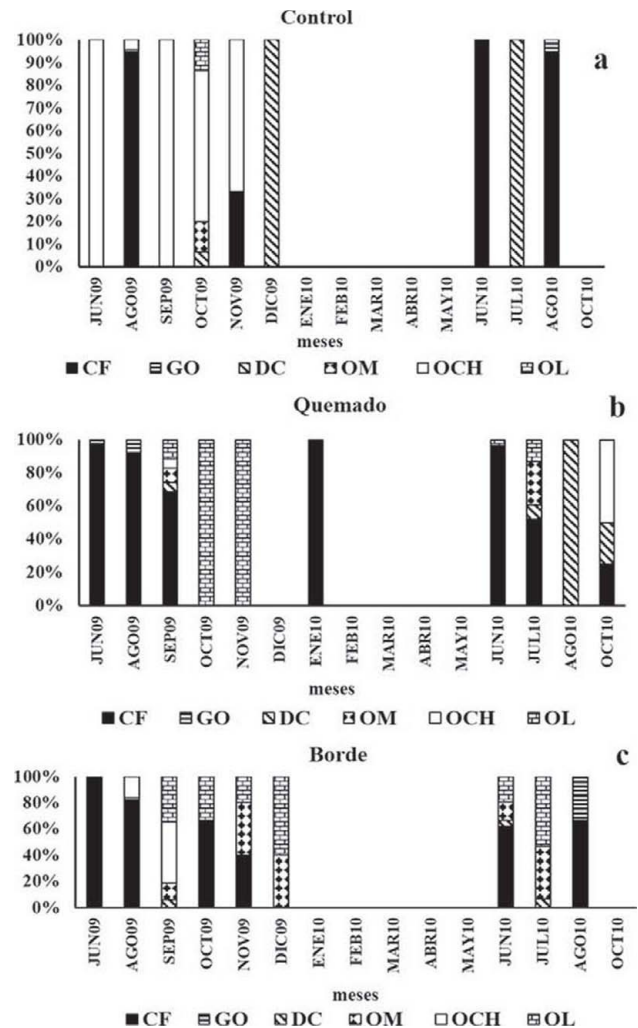 Control
a
100%
90%
80%
70%
60%
50%
40%
30%
20%
10%
0%
JUN09 AGO09 SEP09 OCT09 NOV09 DIC09 ENE10 FEB10 MAR10 ABR10 MAY10 JUN10 JUL10 AGO10 OCT10
meses
CF GO DC OM OCH OL
Quemado
b
100%
80%
60%
40%
20%
0%
JUN09 AGO09 SEP09 OCT09 NOV09 DIC09 ENE10 FEB10 MAR10 ABR10 MAY10 JUN10 JUL10 AGO10 OCT10
meses
CF GO DC OM OCH OL
Borde
c
100%
80%
60%
40%
20%
0%
JUN09 AGO09 SEP09 OCT09 NOV09 DIC09 ENE10 FEB10 MAR10 ABR10 MAY10 JUN10 JUL10 AGO10 OCT10
meses
CF GO DC OM OCH OL